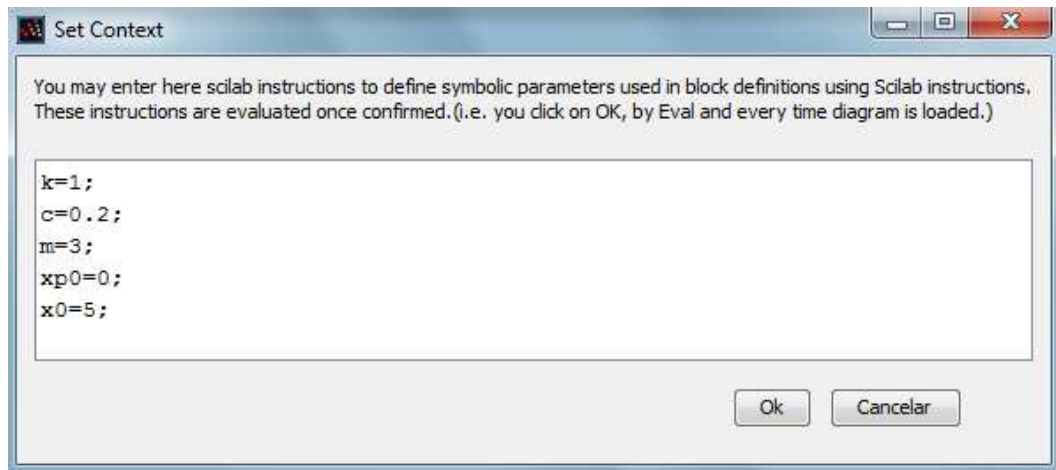 Set Context
You may enter here scilab instructions to define symbolic parameters used in block definitions using Scilab instructions.
These instructions are evaluated once confirmed.(i.e. you click on OK, by Eval and every time diagram is loaded.)
k=1;
c=0.2;
m=3;
xp0=0;
x0=5;
Ok Cancelar